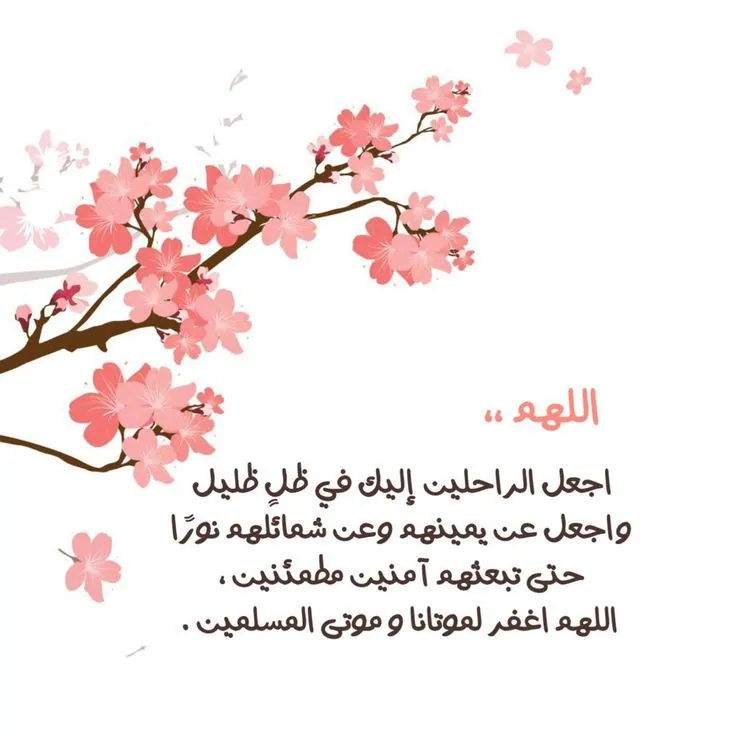 اللهم ،،
اجعل الراحلين إليك في ظلٍ ظليل
واجعل عن يمينهم وعن شمائلهم نورًا
حتى تبعثهم آمنين مطمئنين ،
اللهم اغفر لموتانا و موتى المسلمين .